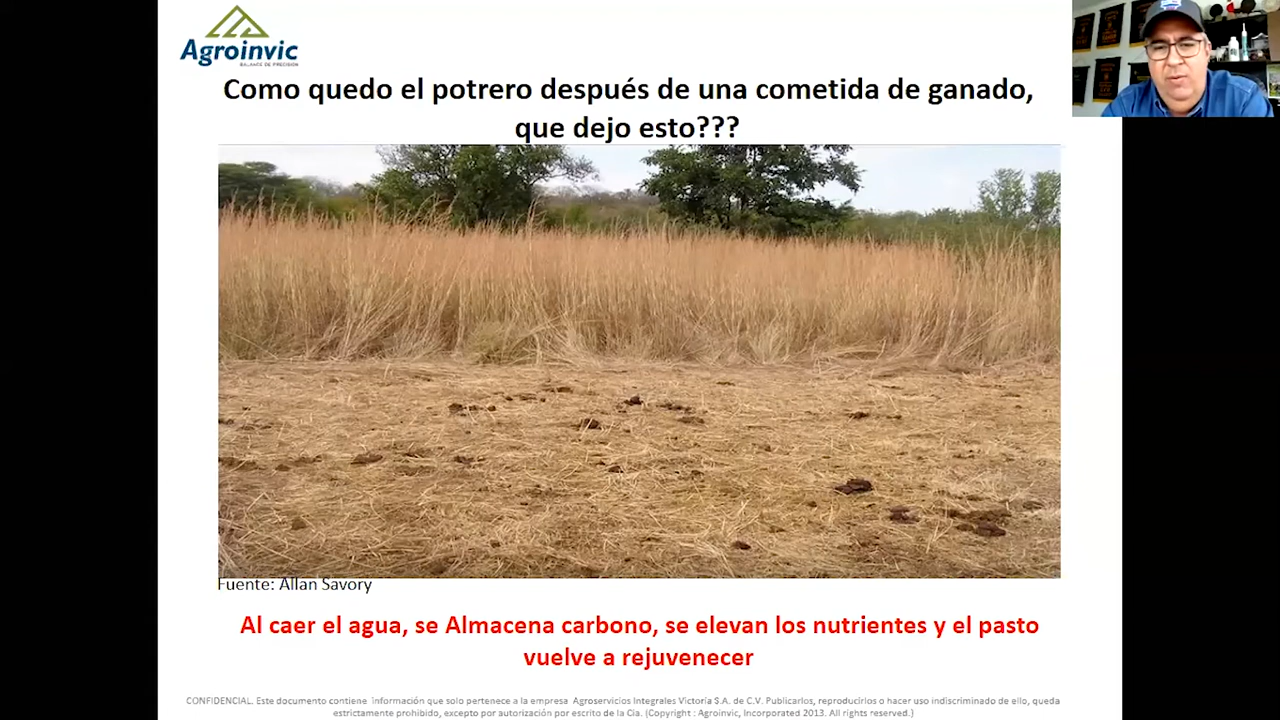 Agroinvic
BALANCE DE PRECISIÓN
Como quedo el potrero después de una cometida de ganado,
que dejo esto???
Fuente: Allan Savory
Al caer el agua, se Almacena carbono, se elevan los nutrientes y el pasto
vuelve a rejuvenecer
CONFIDENCIAL. Este documento contiene información que solo pertenece a la empresa Agroservicios Integrales Victoria S.A. de C.V. Publicarlos, reproducirlos o hacer uso indiscriminado de ello, queda
estrictamente prohibido, excepto por autorización por escrito de la Cia. (Copyright : Agroinvic, Incorporated 2013. All rights reserved.)